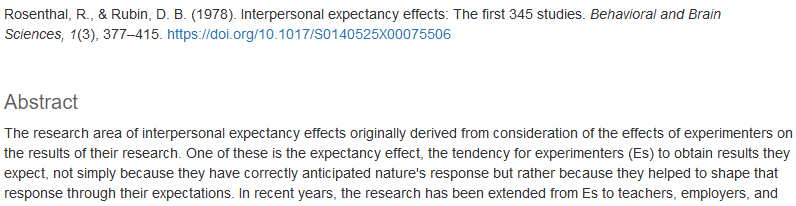 Rosenthal, R., & Rubin, D. B. (1978). Interpersonal expectancy effects: The first 345 studies. Behavioral and Brain
Sciences, 1(3), 377–415. https://doi.org/10.1017/S0140525X00075506
Abstract
The research area of interpersonal expectancy effects originally derived from consideration of the effects of experimenters on
the results of their research. One of these is the expectancy effect, the tendency for experimenters (Es) to obtain results they
expect, not simply because they have correctly anticipated nature's response but rather because they helped to shape that
response through their expectations. In recent years, the research has been extended from Es to teachers, employers, and